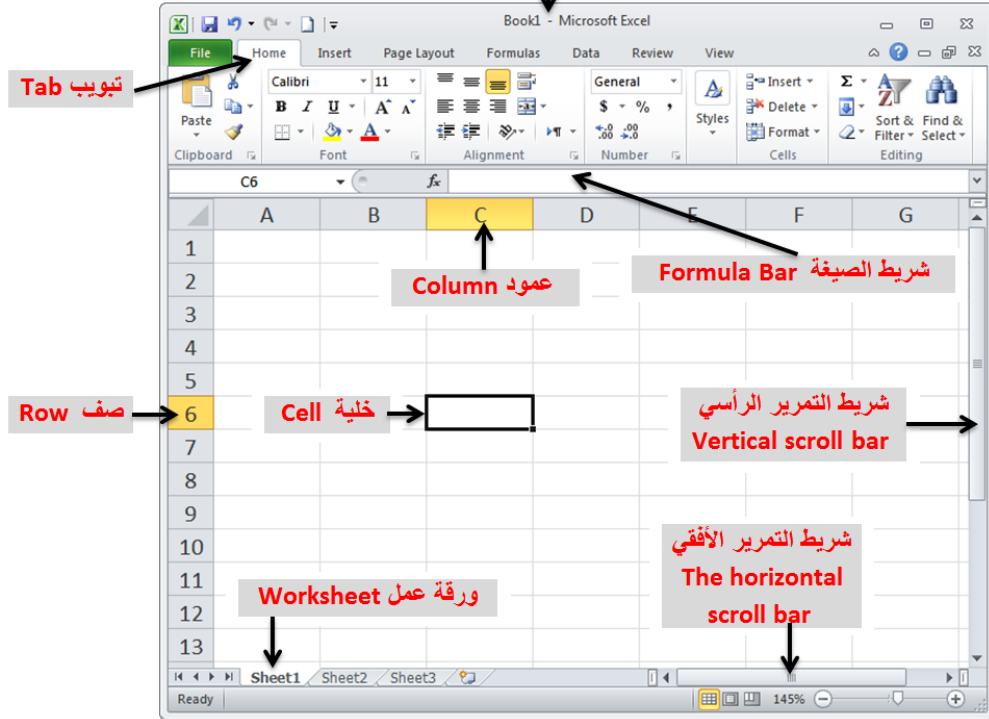 Book1 - Microsoft Excel
File Home Insert Page Layout Formulas Data Review View
تبويب Tab
Calibri 11 General Insert Σ
Paste B I U A A $ % , Styles Delete Sort & Filter Find & Select
Format
Clipboard Font Alignment Number Cells Editing
C6 fx
A B C D E F G
1
2
3
4
5
6
7
8
9
10
11
12
13
عمود Column
شريط الصيغة Formula Bar
صف Row
خلية Cell
شريط التمرير الرأسي
Vertical scroll bar
شريط التمرير الأفقي
The horizontal
scroll bar
ورقة عمل Worksheet
Sheet1 Sheet2 Sheet3
Ready 145%